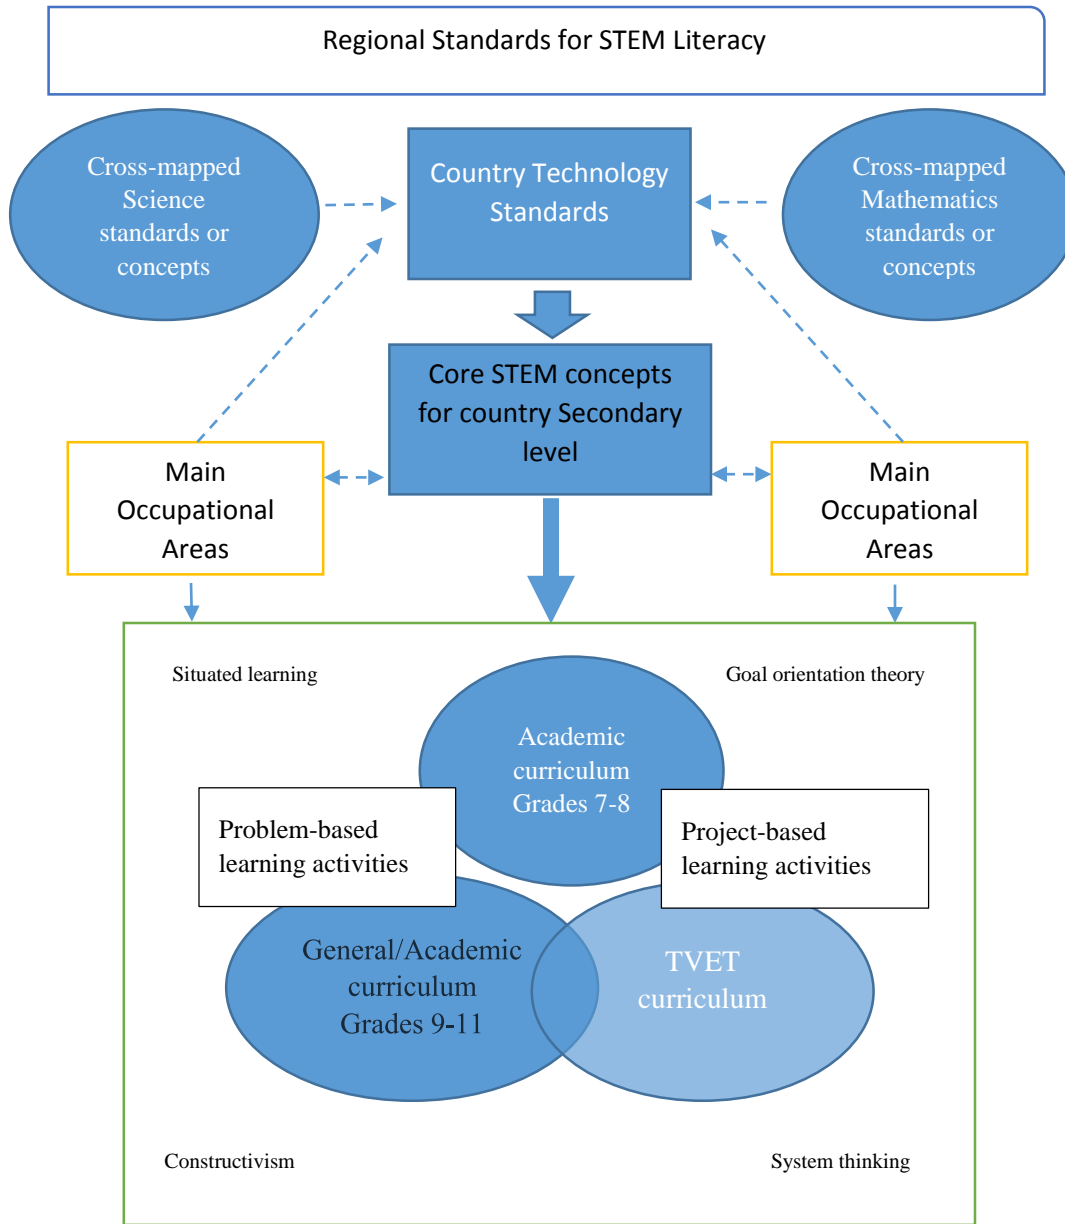 Regional Standards for STEM Literacy
Cross-mapped
Science
standards or
concepts
Country Technology
Standards
Cross-mapped
Mathematics
standards or
concepts
Core STEM concepts
for country Secondary
level
Main
Occupational
Areas
Main
Occupational
Areas
Situated learning
Goal orientation theory
Academic
curriculum
Grades 7-8
Problem-based
learning activities
Project-based
learning activities
General/Academic
curriculum
Grades 9-11
TVET
curriculum
Constructivism
System thinking